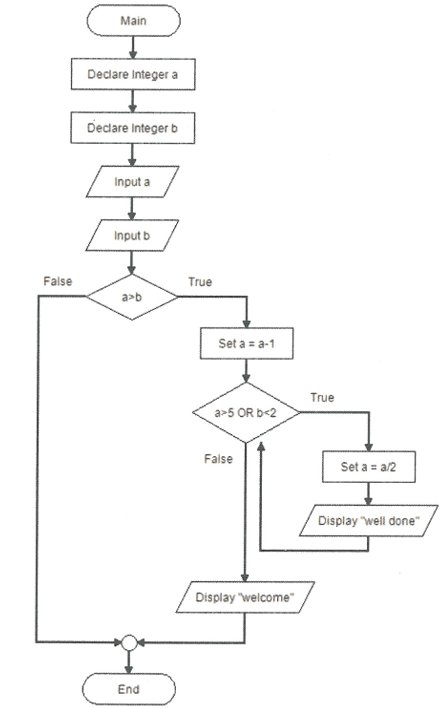 Main
Declare Integer a
Declare Integer b
Input a
Input b
False
True
a>b
Set a = a-1
True
a>5 OR b<2
False
Set a = a/2
Display "well done"
Display "welcome"
End